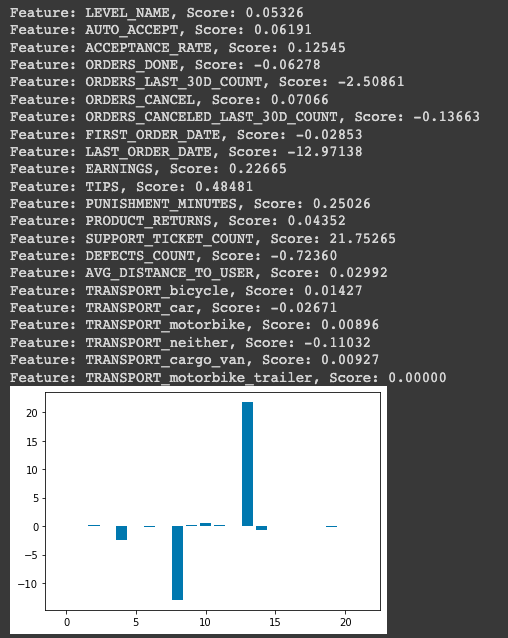 Feature: LEVEL_NAME, Score: 0.05326
Feature: AUTO_ACCEPT, Score: 0.06191
Feature: ACCEPTANCE_RATE, Score: 0.12545
Feature: ORDERS_DONE, Score: -0.06278
Feature: ORDERS_LAST_30D_COUNT, Score: -2.50861
Feature: ORDERS_CANCEL, Score: 0.07066
Feature: ORDERS_CANCELED_LAST_30D_COUNT, Score: -0.13663
Feature: FIRST_ORDER_DATE, Score: -0.02853
Feature: LAST_ORDER_DATE, Score: -12.97138
Feature: EARNINGS, Score: 0.22665
Feature: TIPS, Score: 0.48481
Feature: PUNISHMENT_MINUTES, Score: 0.25026
Feature: PRODUCT_RETURNS, Score: 0.04352
Feature: SUPPORT_TICKET_COUNT, Score: 21.75265
Feature: DEFECTS_COUNT, Score: -0.72360
Feature: AVG_DISTANCE_TO_USER, Score: 0.02992
Feature: TRANSPORT_bicycle, Score: 0.01427
Feature: TRANSPORT_car, Score: -0.02671
Feature: TRANSPORT_motorbike, Score: 0.00896
Feature: TRANSPORT_neither, Score: -0.11032
Feature: TRANSPORT_cargo_van, Score: 0.00927
Feature: TRANSPORT_motorbike_trailer, Score: 0.00000
20
15
10
5
0
−5
−10
0 5 10 15 20